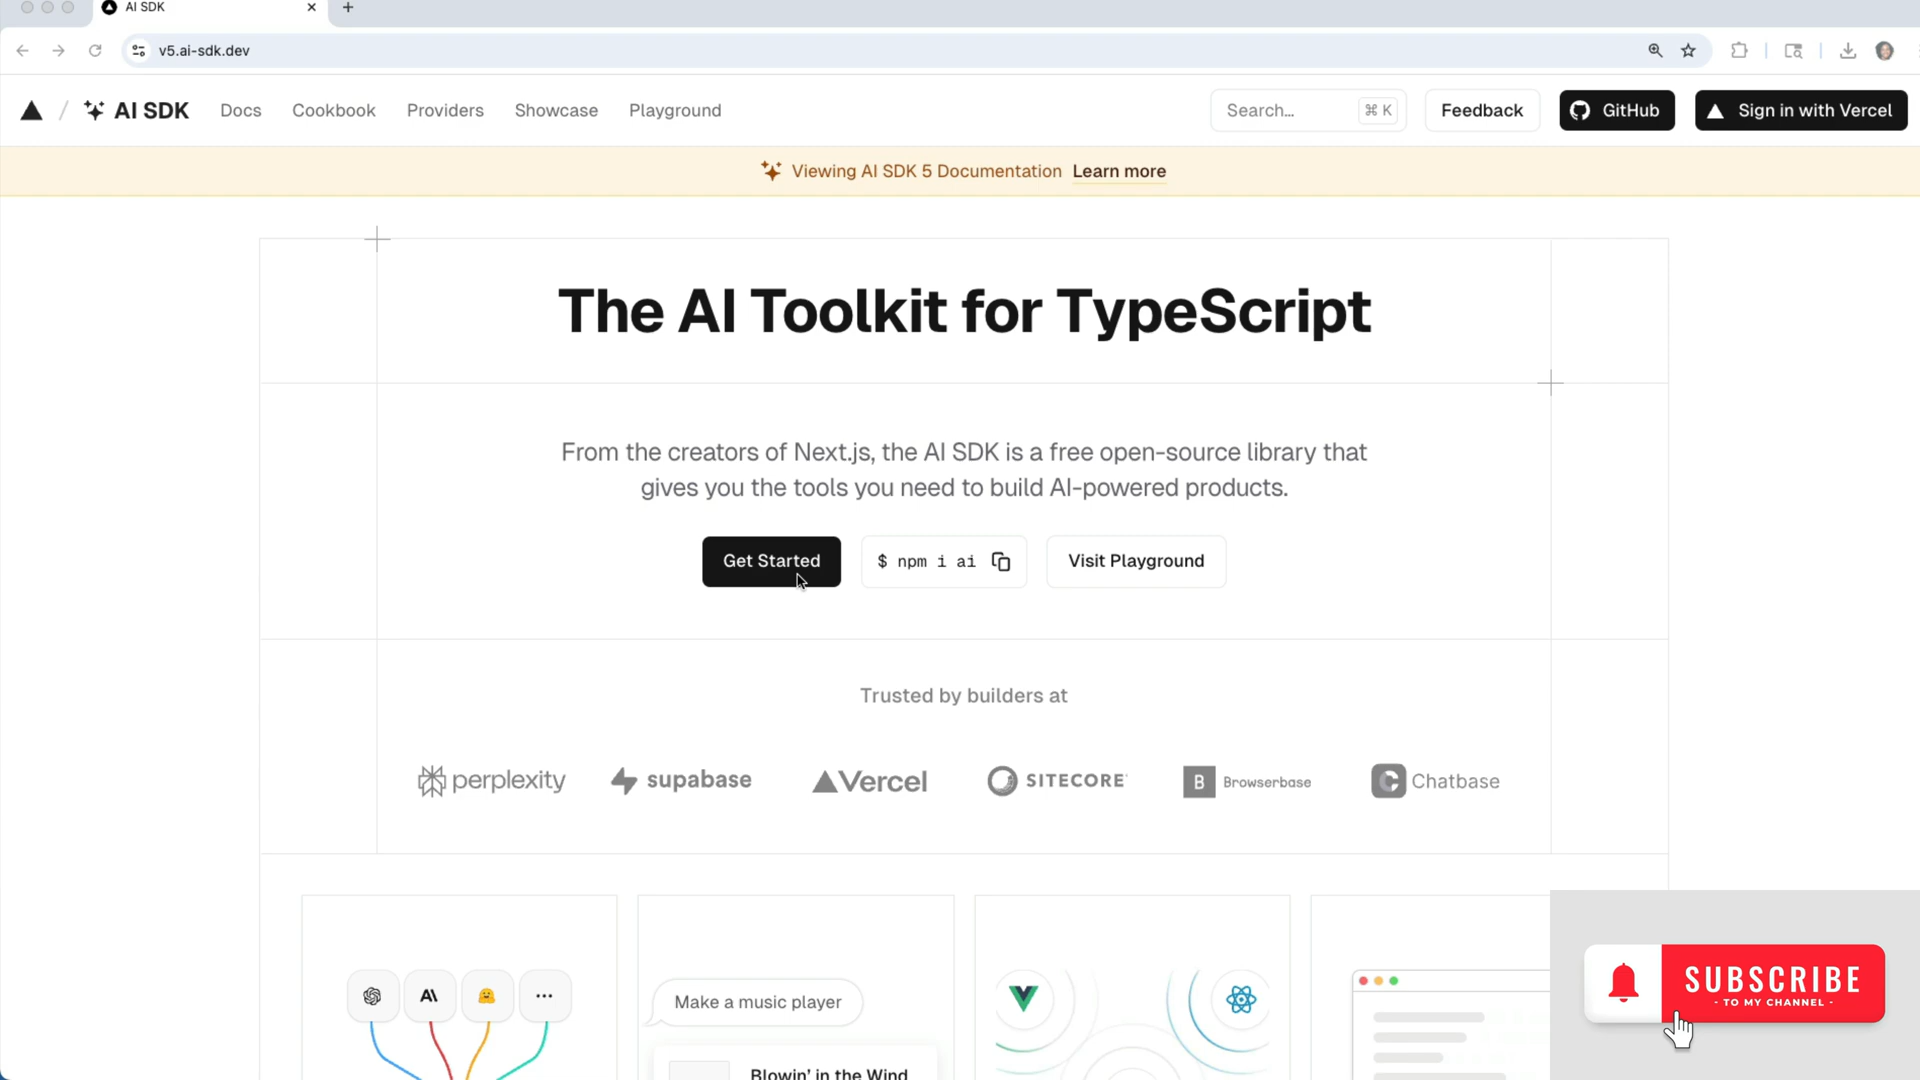 AI SDK
v5.ai-sdk.dev
AI SDK
Docs
Cookbook
Providers
Showcase
Playground
Search...
⌘ K
Feedback
GitHub
Sign in with Vercel
Viewing AI SDK 5 Documentation Learn more
The AI Toolkit for TypeScript
From the creators of Next.js, the AI SDK is a free open-source library that
gives you the tools you need to build AI-powered products.
Get Started
$ npm i ai
Visit Playground
Trusted by builders at
perplexity
supabase
Vercel
SITECORE
B Browserbase
Chatbase
Make a music player
Blowin' in the Wind
SUBSCRIBE
- TO MY CHANNEL -